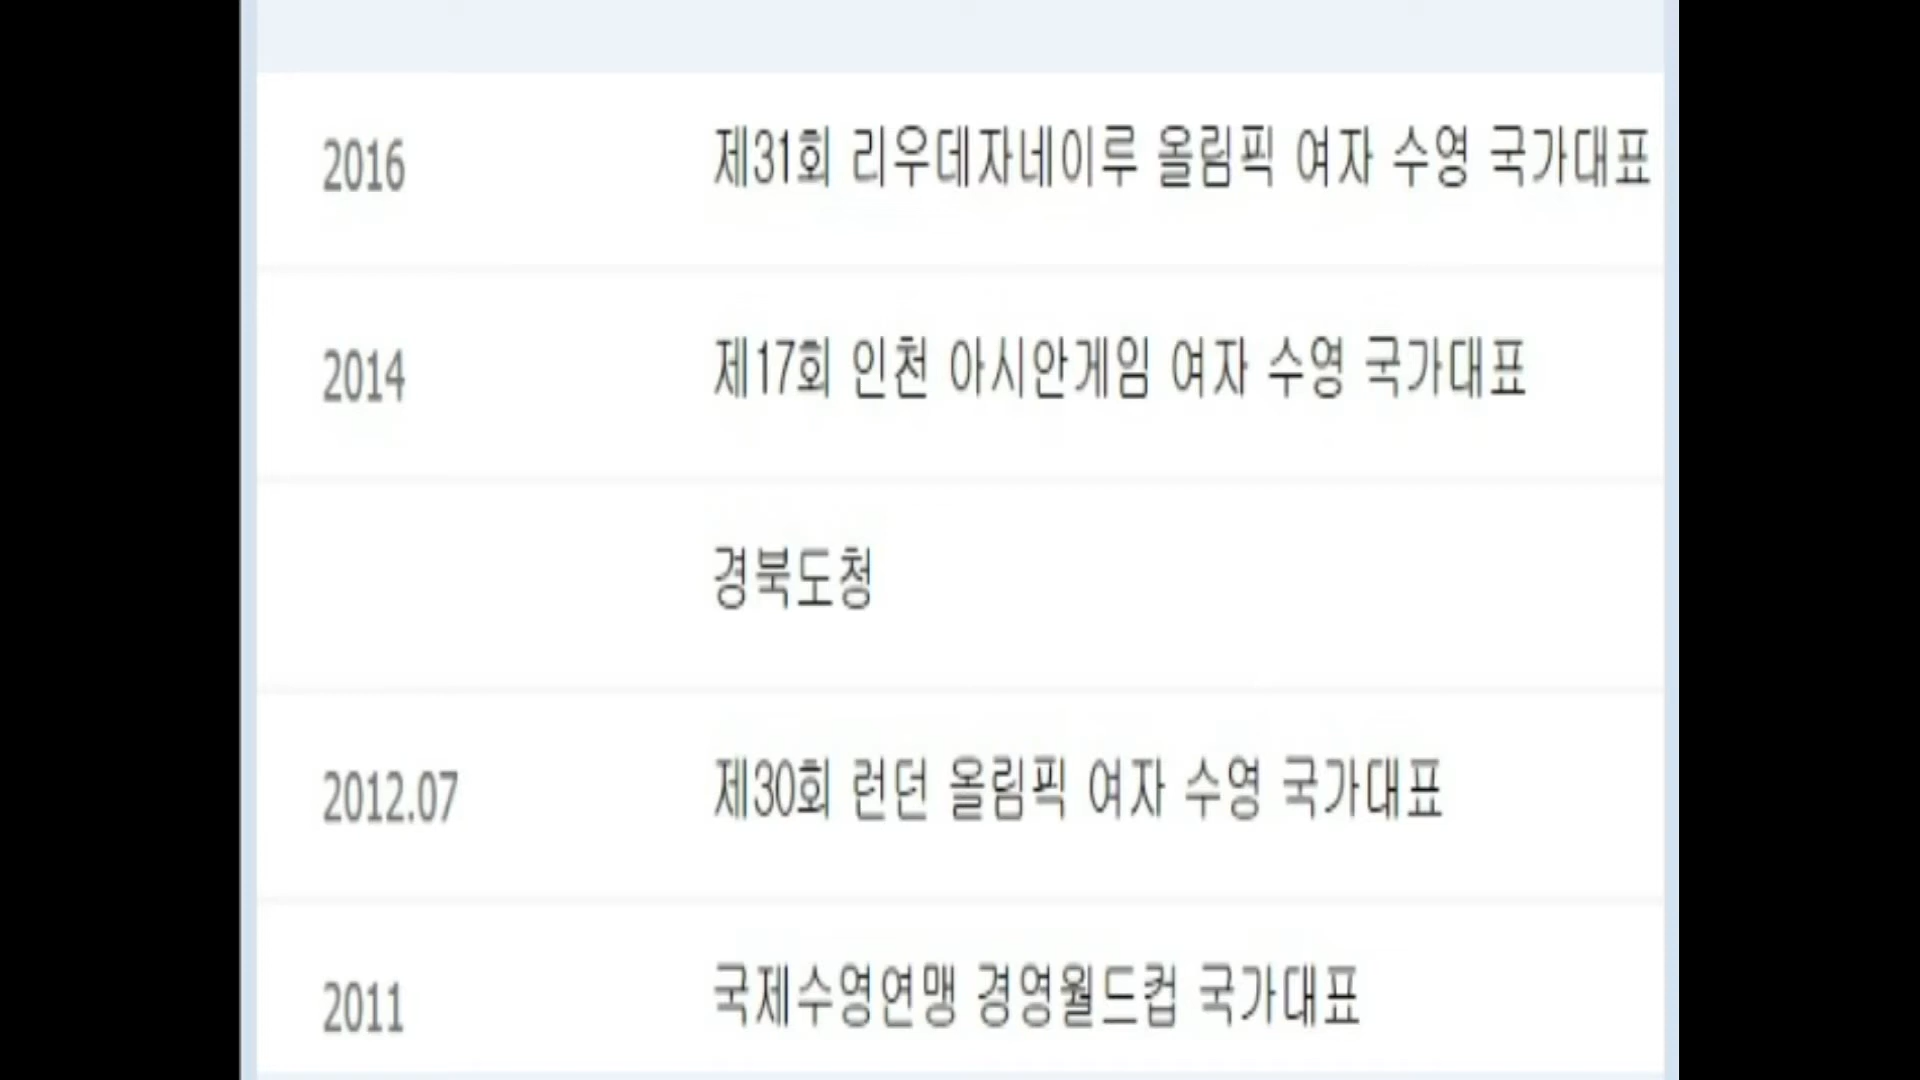 2016 제31회 리우데자네이루 올림픽 여자 수영 국가대표
2014 제17회 인천 아시안게임 여자 수영 국가대표
경북도청
2012.07 제30회 런던 올림픽 여자 수영 국가대표
2011 국제수영연맹 경영월드컵 국가대표